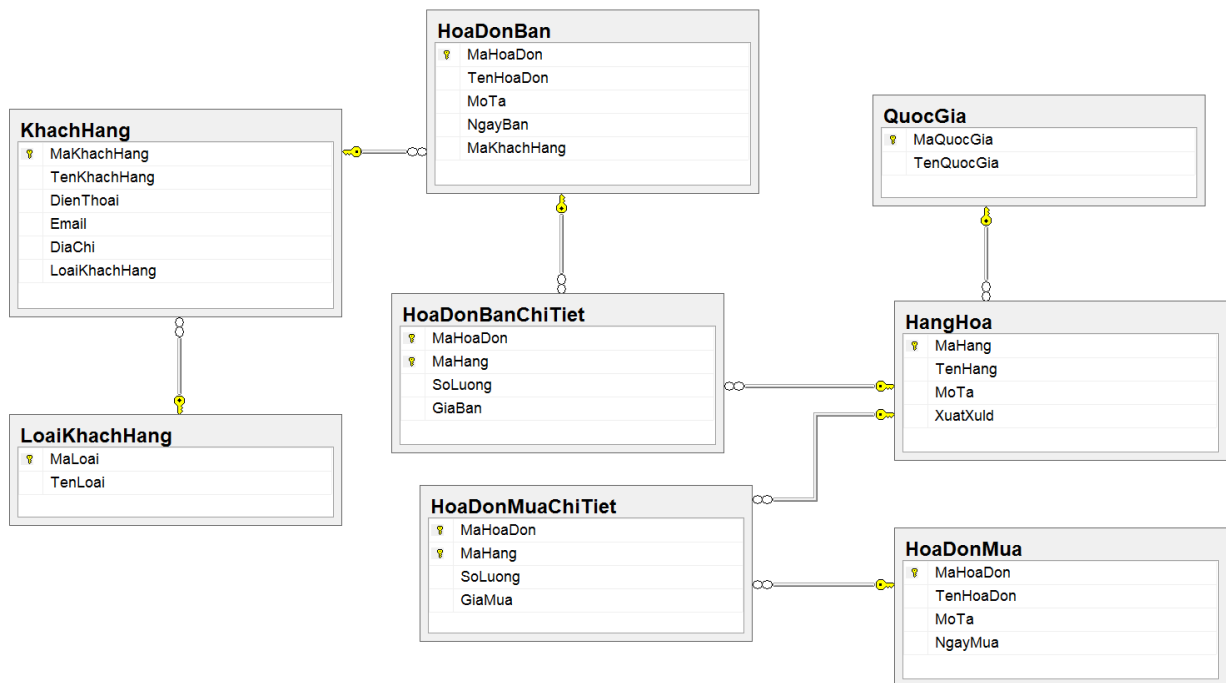 HoaDonBan
MaHoaDon
TenHoaDon
MoTa
NgayBan
MaKhachHang
KhachHang
MaKhachHang
TenKhachHang
DienThoai
Email
DiaChi
LoaiKhachHang
QuocGia
MaQuocGia
TenQuocGia
HoaDonBanChiTiet
MaHoaDon
MaHang
SoLuong
GiaBan
HangHoa
MaHang
TenHang
MoTa
XuatXuId
LoaiKhachHang
MaLoai
TenLoai
HoaDonMuaChiTiet
MaHoaDon
MaHang
SoLuong
GiaMua
HoaDonMua
MaHoaDon
TenHoaDon
MoTa
NgayMua